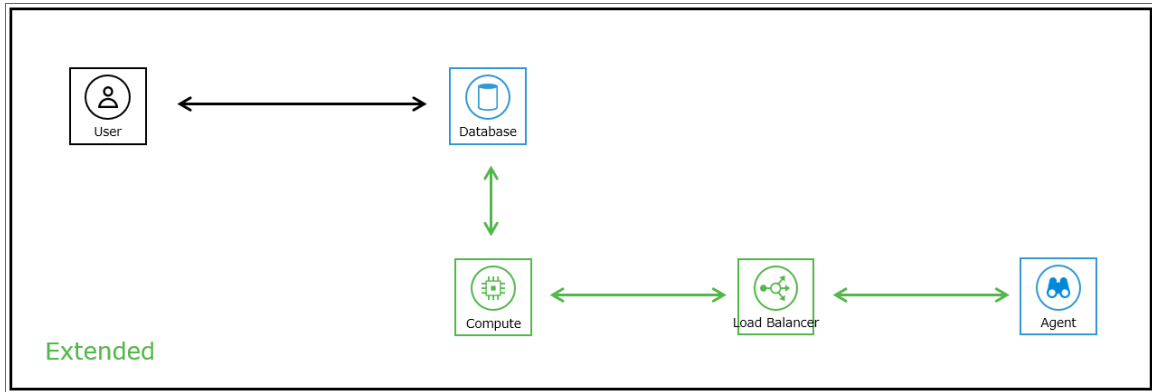 User
Database
Compute
Load Balancer
Agent
Extended